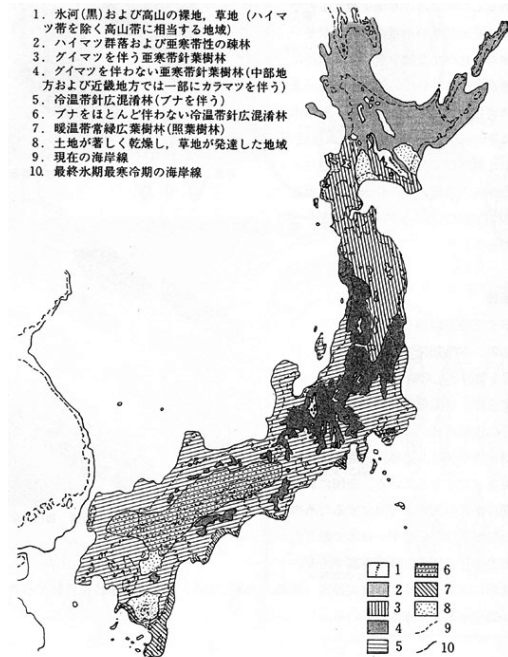 1. 氷河(黒)および高山の裸地，草地(ハイマ
ツ帯を除く高山帯に相当する地域)
2. ハイマツ群落および亜寒帯性の疎林
3. グイマツを伴う亜寒帯針葉樹林
4. グイマツを伴わない亜寒帯針葉樹林(中部地
方および近畿地方では一部にカラマツを伴う)
5. 冷温帯針広混淆林(ブナを伴う)
6. ブナをほとんど伴わない冷温帯針広混淆林
7. 暖温帯常緑広葉樹林(照葉樹林)
8. 土地が著しく乾燥し，草地が発達した地域
9. 現在の海岸線
10. 最終氷期最寒冷期の海岸線
1 6
2 7
3 8
4 9
5 10